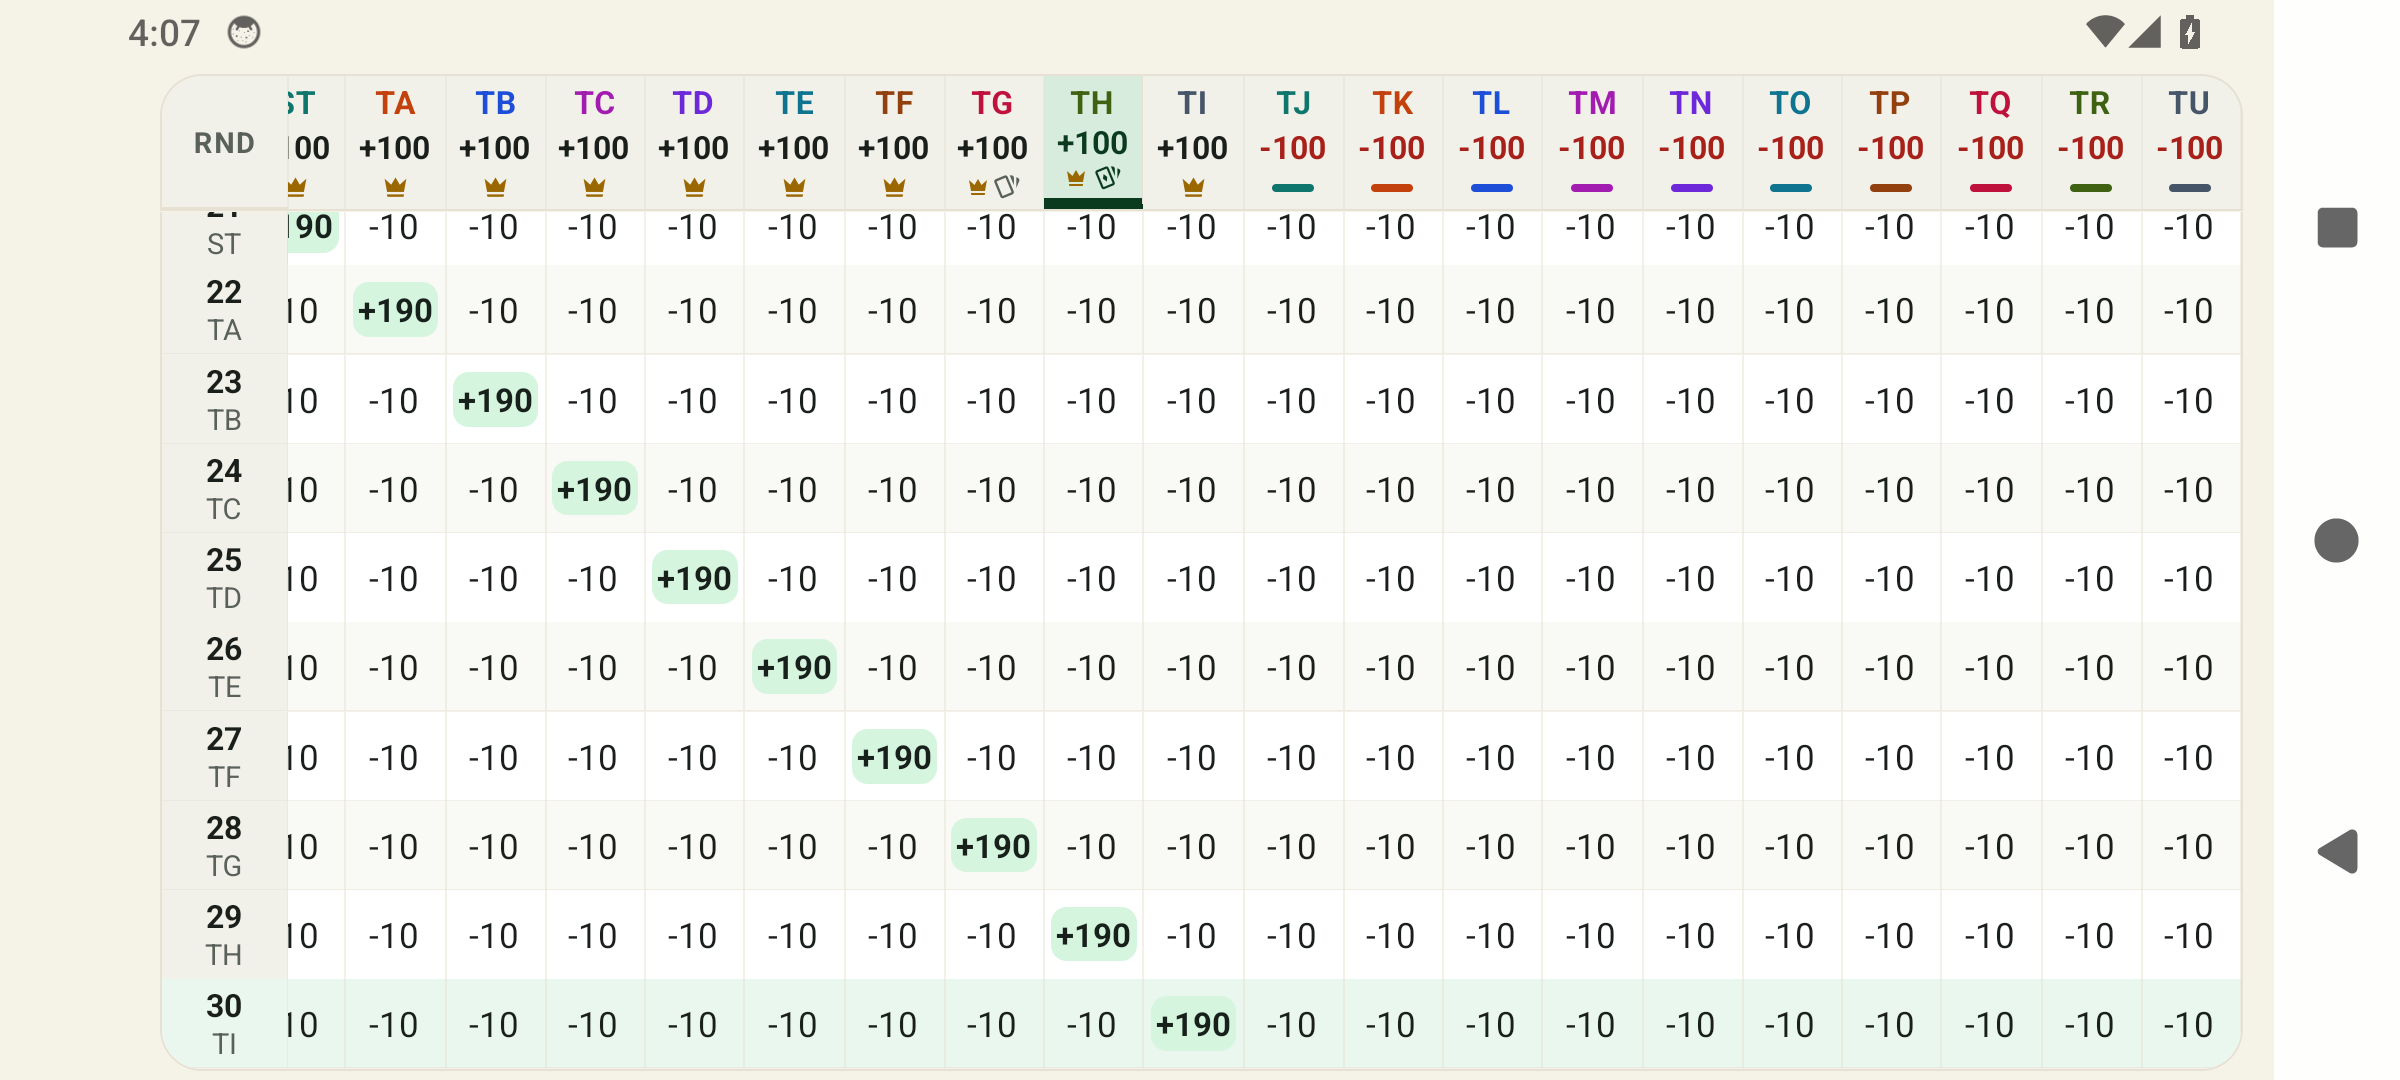 4:07
RND ST TA TB TC TD TE TF TG TH TI TJ TK TL TM TN TO TP TQ TR TU
100 +100 +100 +100 +100 +100 +100 +100 +100 +100 -100 -100 -100 -100 -100 -100 -100 -100 -100 -100
21 ST 190 -10 -10 -10 -10 -10 -10 -10 -10 -10 -10 -10 -10 -10 -10 -10 -10 -10 -10 -10
22 TA 10 +190 -10 -10 -10 -10 -10 -10 -10 -10 -10 -10 -10 -10 -10 -10 -10 -10 -10 -10
23 TB 10 -10 +190 -10 -10 -10 -10 -10 -10 -10 -10 -10 -10 -10 -10 -10 -10 -10 -10 -10
24 TC 10 -10 -10 +190 -10 -10 -10 -10 -10 -10 -10 -10 -10 -10 -10 -10 -10 -10 -10 -10
25 TD 10 -10 -10 -10 +190 -10 -10 -10 -10 -10 -10 -10 -10 -10 -10 -10 -10 -10 -10 -10
26 TE 10 -10 -10 -10 -10 +190 -10 -10 -10 -10 -10 -10 -10 -10 -10 -10 -10 -10 -10 -10
27 TF 10 -10 -10 -10 -10 -10 +190 -10 -10 -10 -10 -10 -10 -10 -10 -10 -10 -10 -10 -10
28 TG 10 -10 -10 -10 -10 -10 -10 +190 -10 -10 -10 -10 -10 -10 -10 -10 -10 -10 -10 -10
29 TH 10 -10 -10 -10 -10 -10 -10 -10 +190 -10 -10 -10 -10 -10 -10 -10 -10 -10 -10 -10
30 TI 10 -10 -10 -10 -10 -10 -10 -10 -10 +190 -10 -10 -10 -10 -10 -10 -10 -10 -10 -10